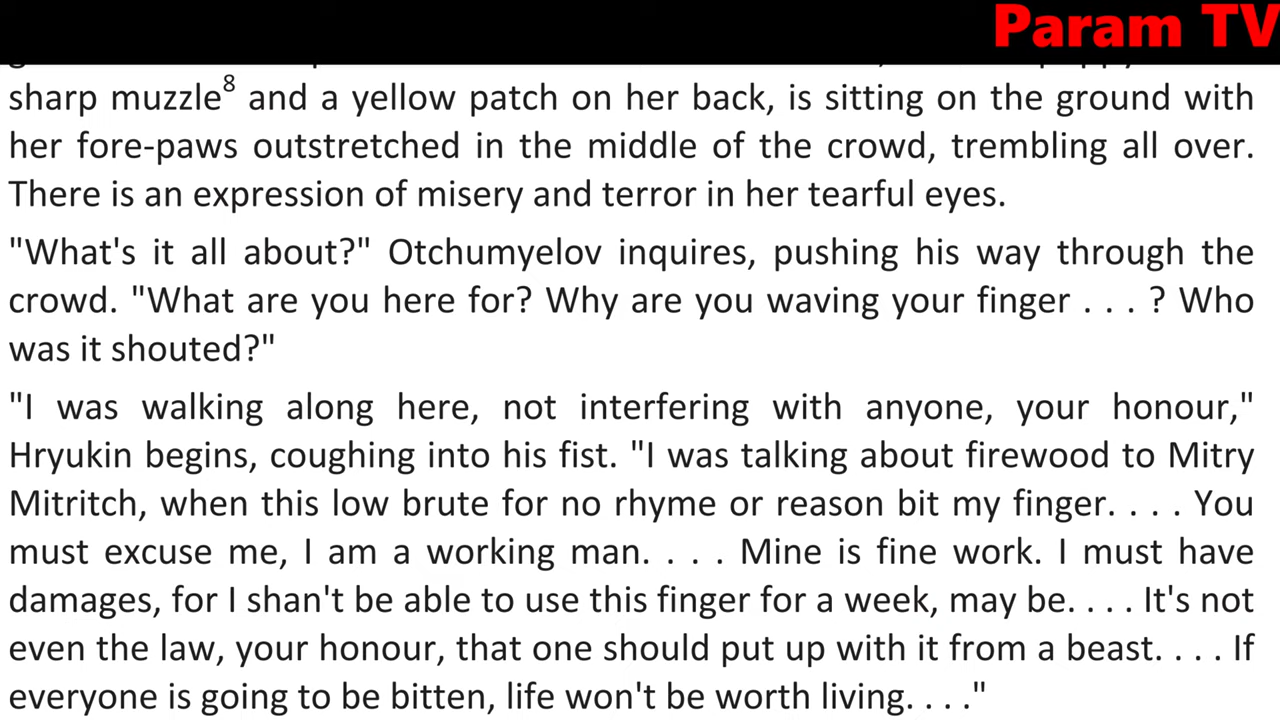 Param TV
sharp muzzle8 and a yellow patch on her back, is sitting on the ground with
her fore-paws outstretched in the middle of the crowd, trembling all over.
There is an expression of misery and terror in her tearful eyes.
"What's it all about?" Otchumyelov inquires, pushing his way through the
crowd. "What are you here for? Why are you waving your finger . . . ? Who
was it shouted?"
"I was walking along here, not interfering with anyone, your honour,"
Hryukin begins, coughing into his fist. "I was talking about firewood to Mitry
Mitritch, when this low brute for no rhyme or reason bit my finger. . . . You
must excuse me, I am a working man. . . . Mine is fine work. I must have
damages, for I shan't be able to use this finger for a week, may be. . . . It's not
even the law, your honour, that one should put up with it from a beast. . . . If
everyone is going to be bitten, life won't be worth living. . . ."